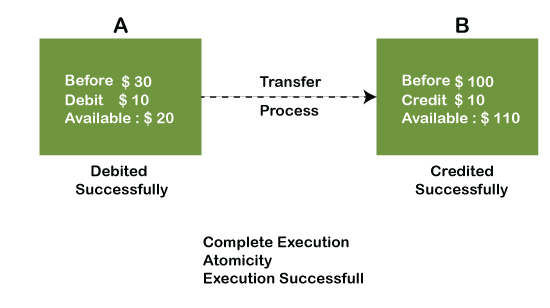 A
B
Before $ 30
Debit $ 10
Available : $ 20
Transfer
Process
Before $ 100
Credit $ 10
Available : $ 110
Debited
Successfully
Credited
Successfully
Complete Execution
Atomicity
Execution Successfull